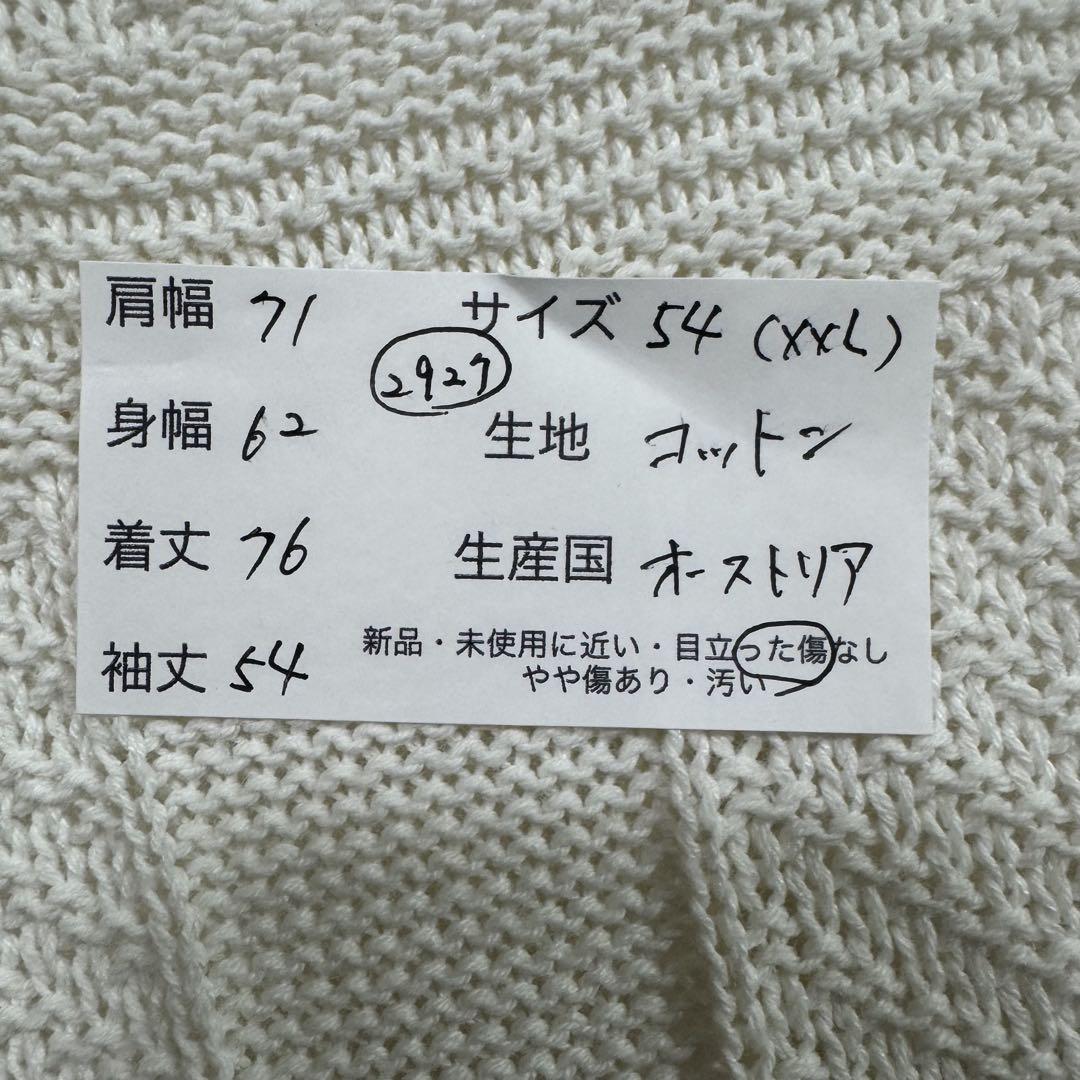 肩幅 71 サイズ 54 (XXL)
2927
身幅 62 生地 コットン
着丈 76 生産国 オーストリア
袖丈 54
新品・未使用に近い・目立った傷なし
やや傷あり・汚い